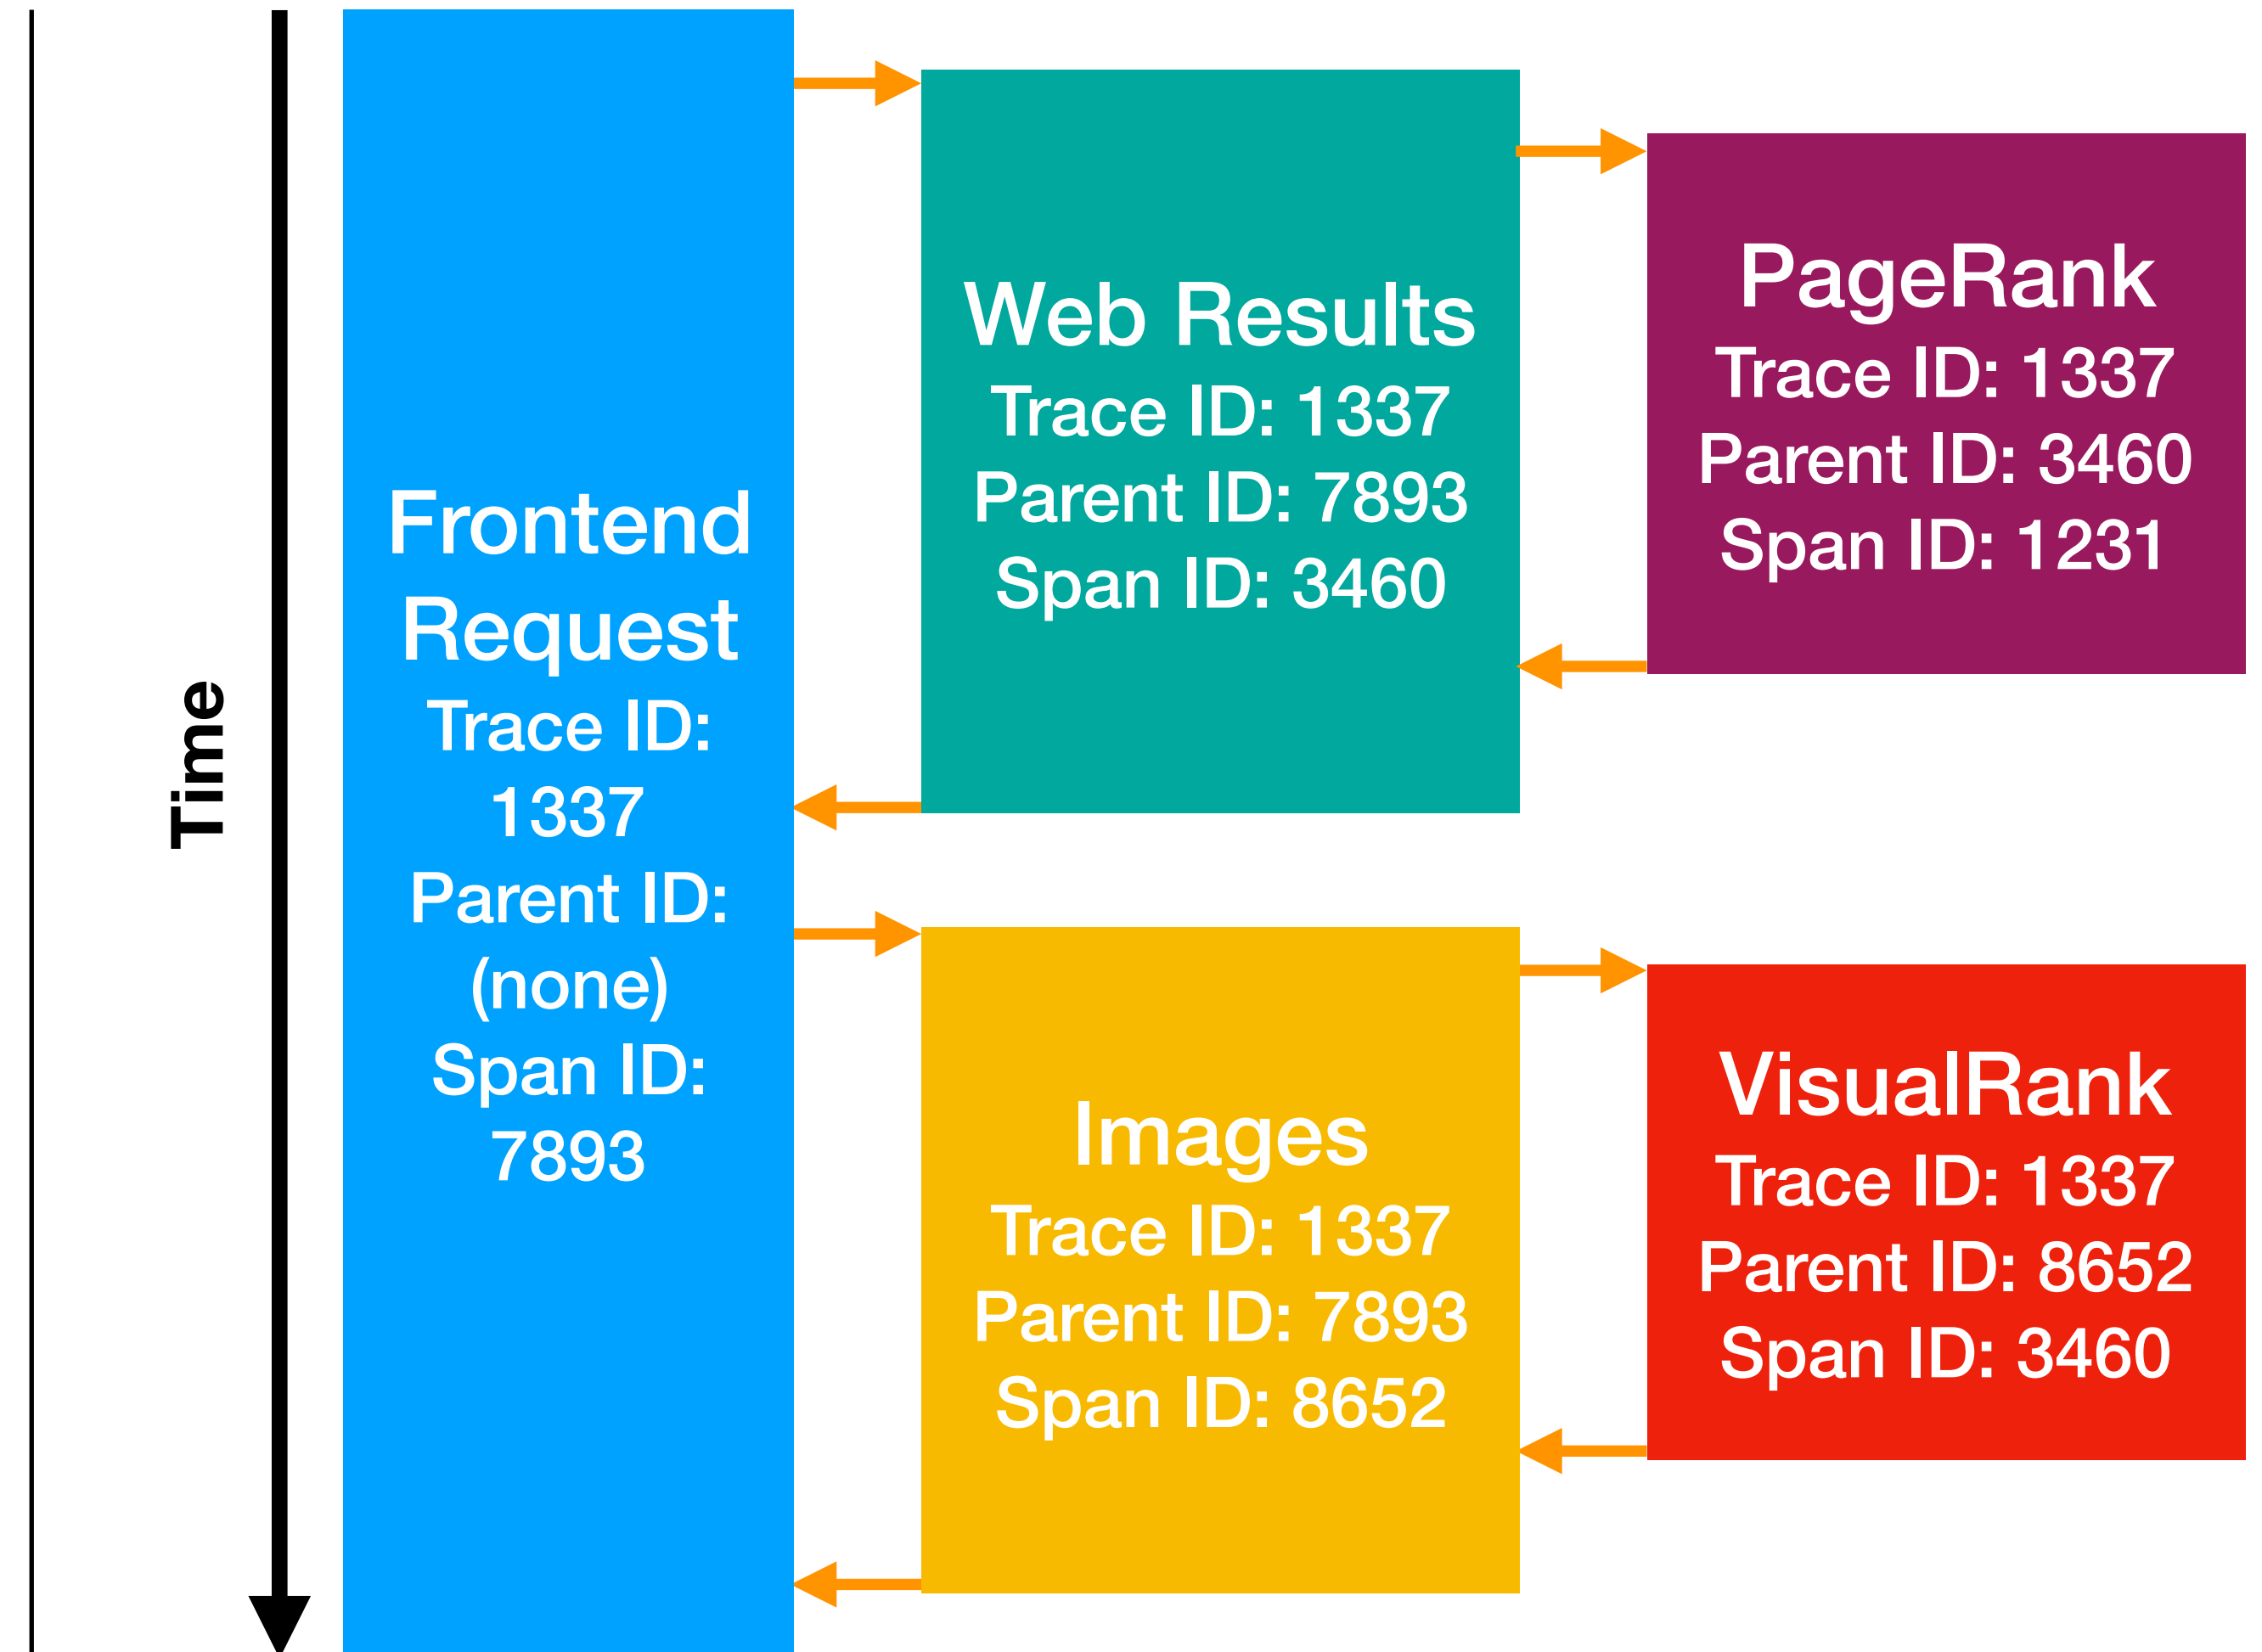 Time
Frontend
Request
Trace ID:
1337
Parent ID:
(none)
Span ID:
7893
Web Results
Trace ID: 1337
Parent ID: 7893
Span ID: 3460
PageRank
Trace ID: 1337
Parent ID: 3460
Span ID: 1231
Images
Trace ID: 1337
Parent ID: 7893
Span ID: 8652
VisualRank
Trace ID: 1337
Parent ID: 8652
Span ID: 3460